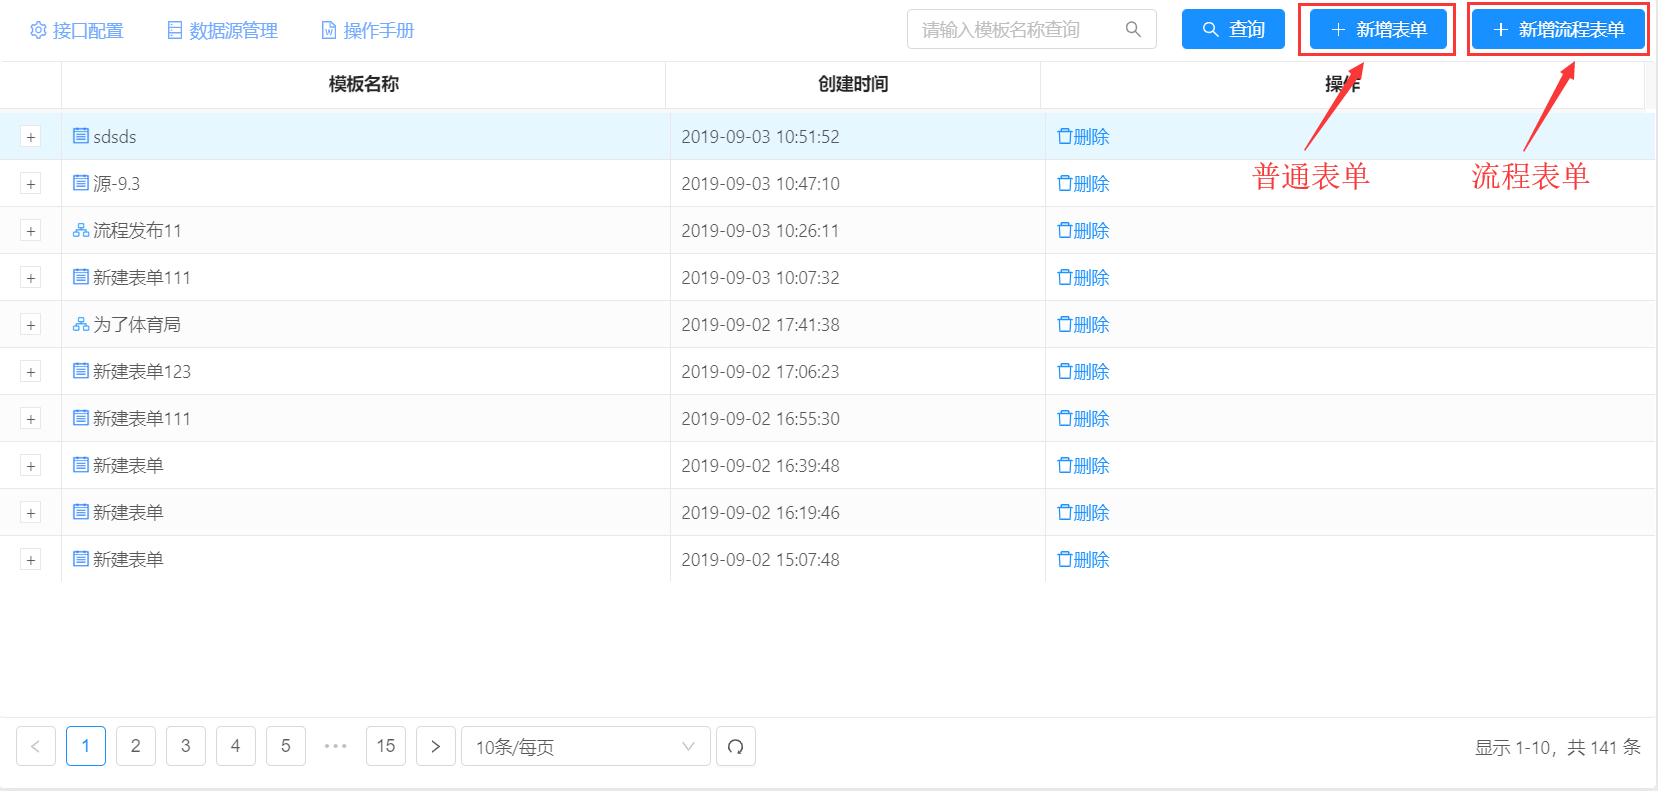 接口配置 数据源管理 操作手册 请输入模板名称查询 查询 + 新增表单 + 新增流程表单
模板名称 创建时间 操作
+ sdsds 2019-09-03 10:51:52 删除
+ 源-9.3 2019-09-03 10:47:10 删除
普通表单 流程表单
+ 流程发布11 2019-09-03 10:26:11 删除
+ 新建表单111 2019-09-03 10:07:32 删除
+ 为了体育局 2019-09-02 17:41:38 删除
+ 新建表单123 2019-09-02 17:06:23 删除
+ 新建表单111 2019-09-02 16:55:30 删除
+ 新建表单 2019-09-02 16:39:48 删除
+ 新建表单 2019-09-02 16:19:46 删除
+ 新建表单 2019-09-02 15:07:48 删除
< 1 2 3 4 5 ••• 15 > 10条/每页 显示 1-10，共 141 条